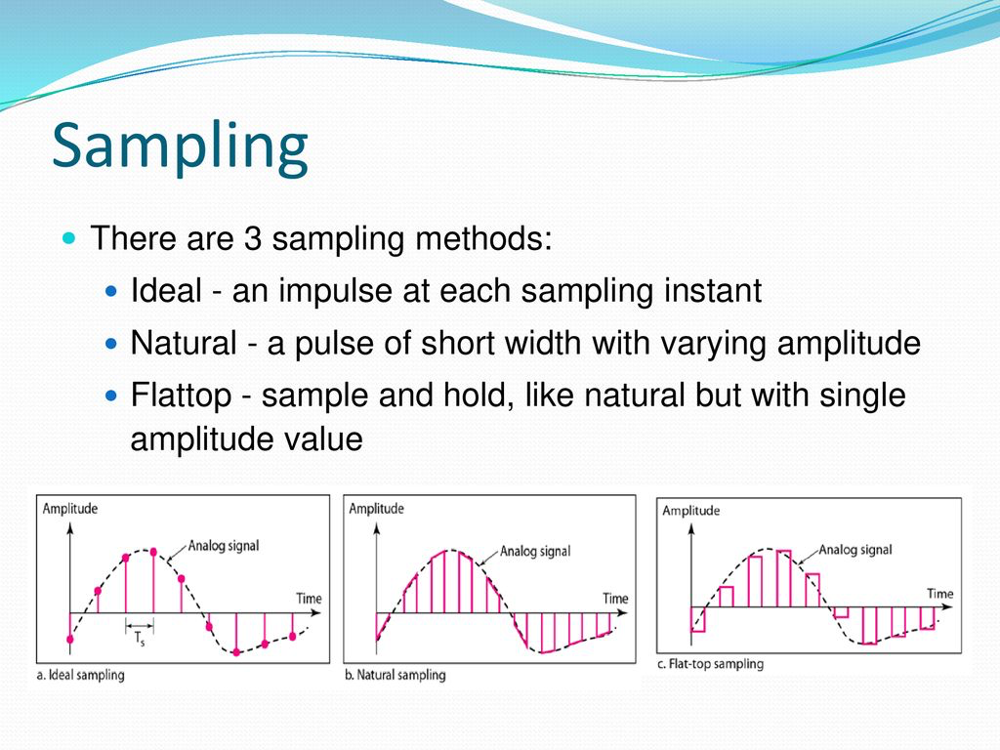 Sampling
There are 3 sampling methods:
Ideal - an impulse at each sampling instant
Natural - a pulse of short width with varying amplitude
Flattop - sample and hold, like natural but with single
amplitude value
Amplitude
Analog signal
Time
Ts
a. Ideal sampling
Amplitude
Analog signal
Time
b. Natural sampling
Amplitude
Analog signal
Time
c. Flat-top sampling